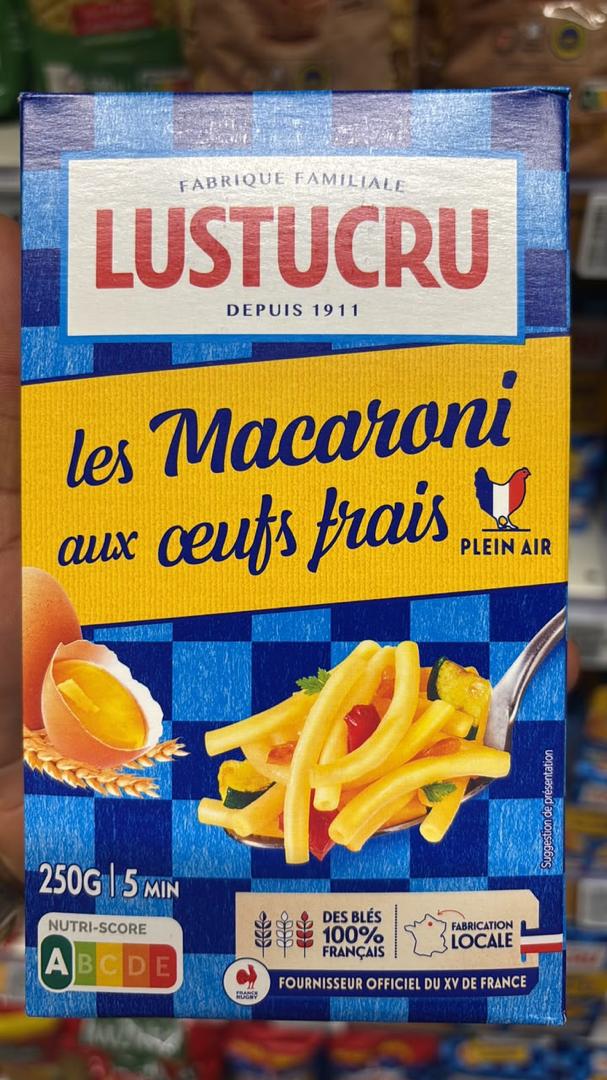 FABRIQUE FAMILIALE
LUSTUCRU
DEPUIS 1911
les Macaroni
aux œufs frais
PLEIN AIR
Suggestion de présentation
250G | 5 MIN
NUTRI-SCORE
A B C D E
DES BLÉS
100%
FRANÇAIS
FABRICATION
LOCALE
FRANCE
RUGBY
FOURNISSEUR OFFICIEL DU XV DE FRANCE